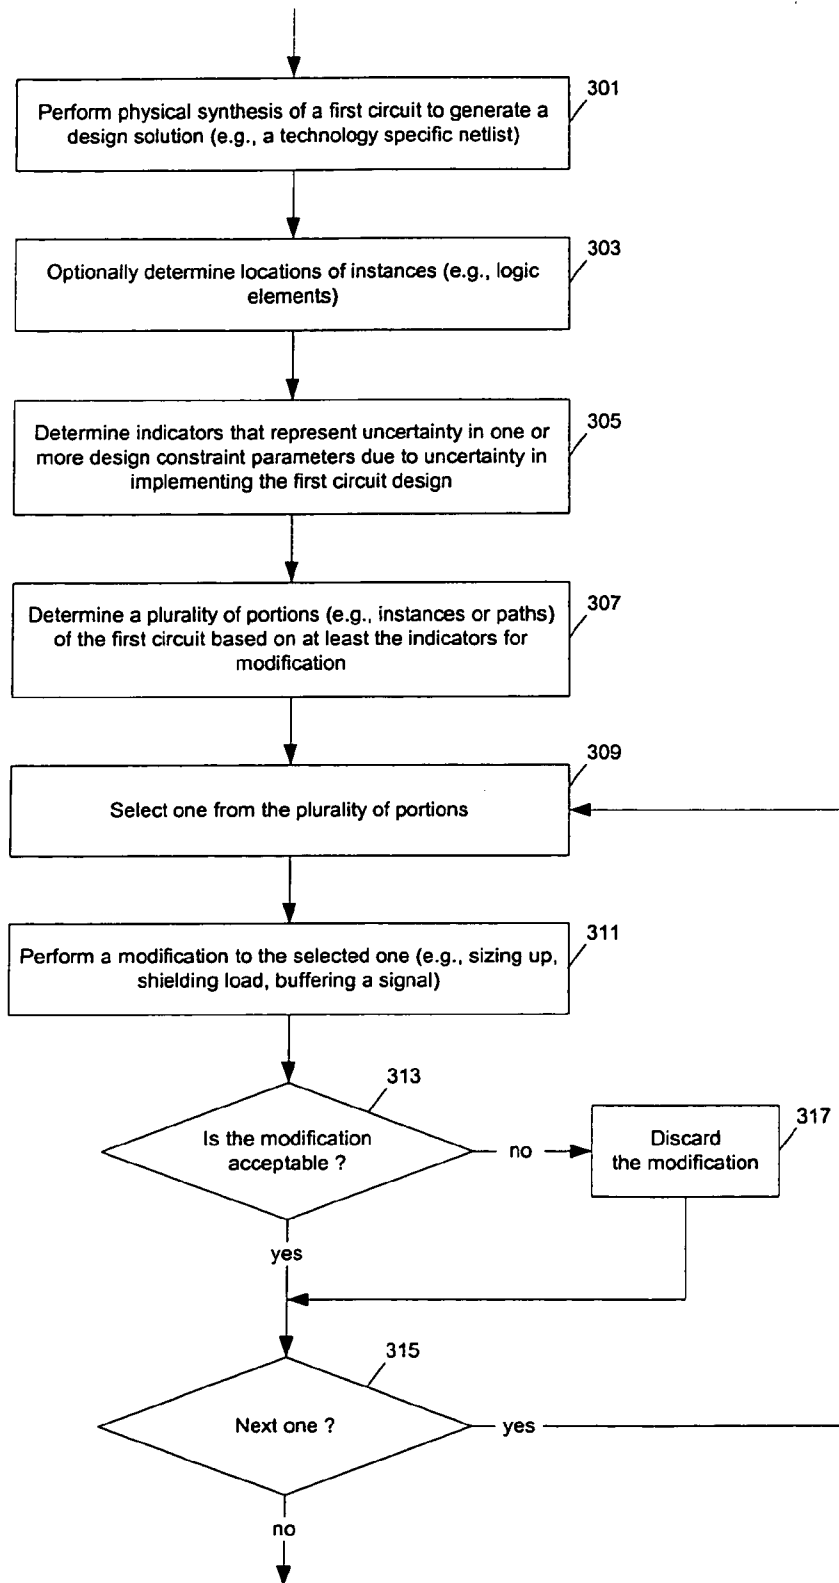 301
Perform physical synthesis of a first circuit to generate a
design solution (e.g., a technology specific netlist)
303
Optionally determine locations of instances (e.g., logic
elements)
305
Determine indicators that represent uncertainty in one or
more design constraint parameters due to uncertainty in
implementing the first circuit design
307
Determine a plurality of portions (e.g., instances or paths)
of the first circuit based on at least the indicators for
modification
309
Select one from the plurality of portions
311
Perform a modification to the selected one (e.g., sizing up,
shielding load, buffering a signal)
313
Is the modification
acceptable ?
no
317
Discard
the modification
yes
315
Next one ?
yes
no